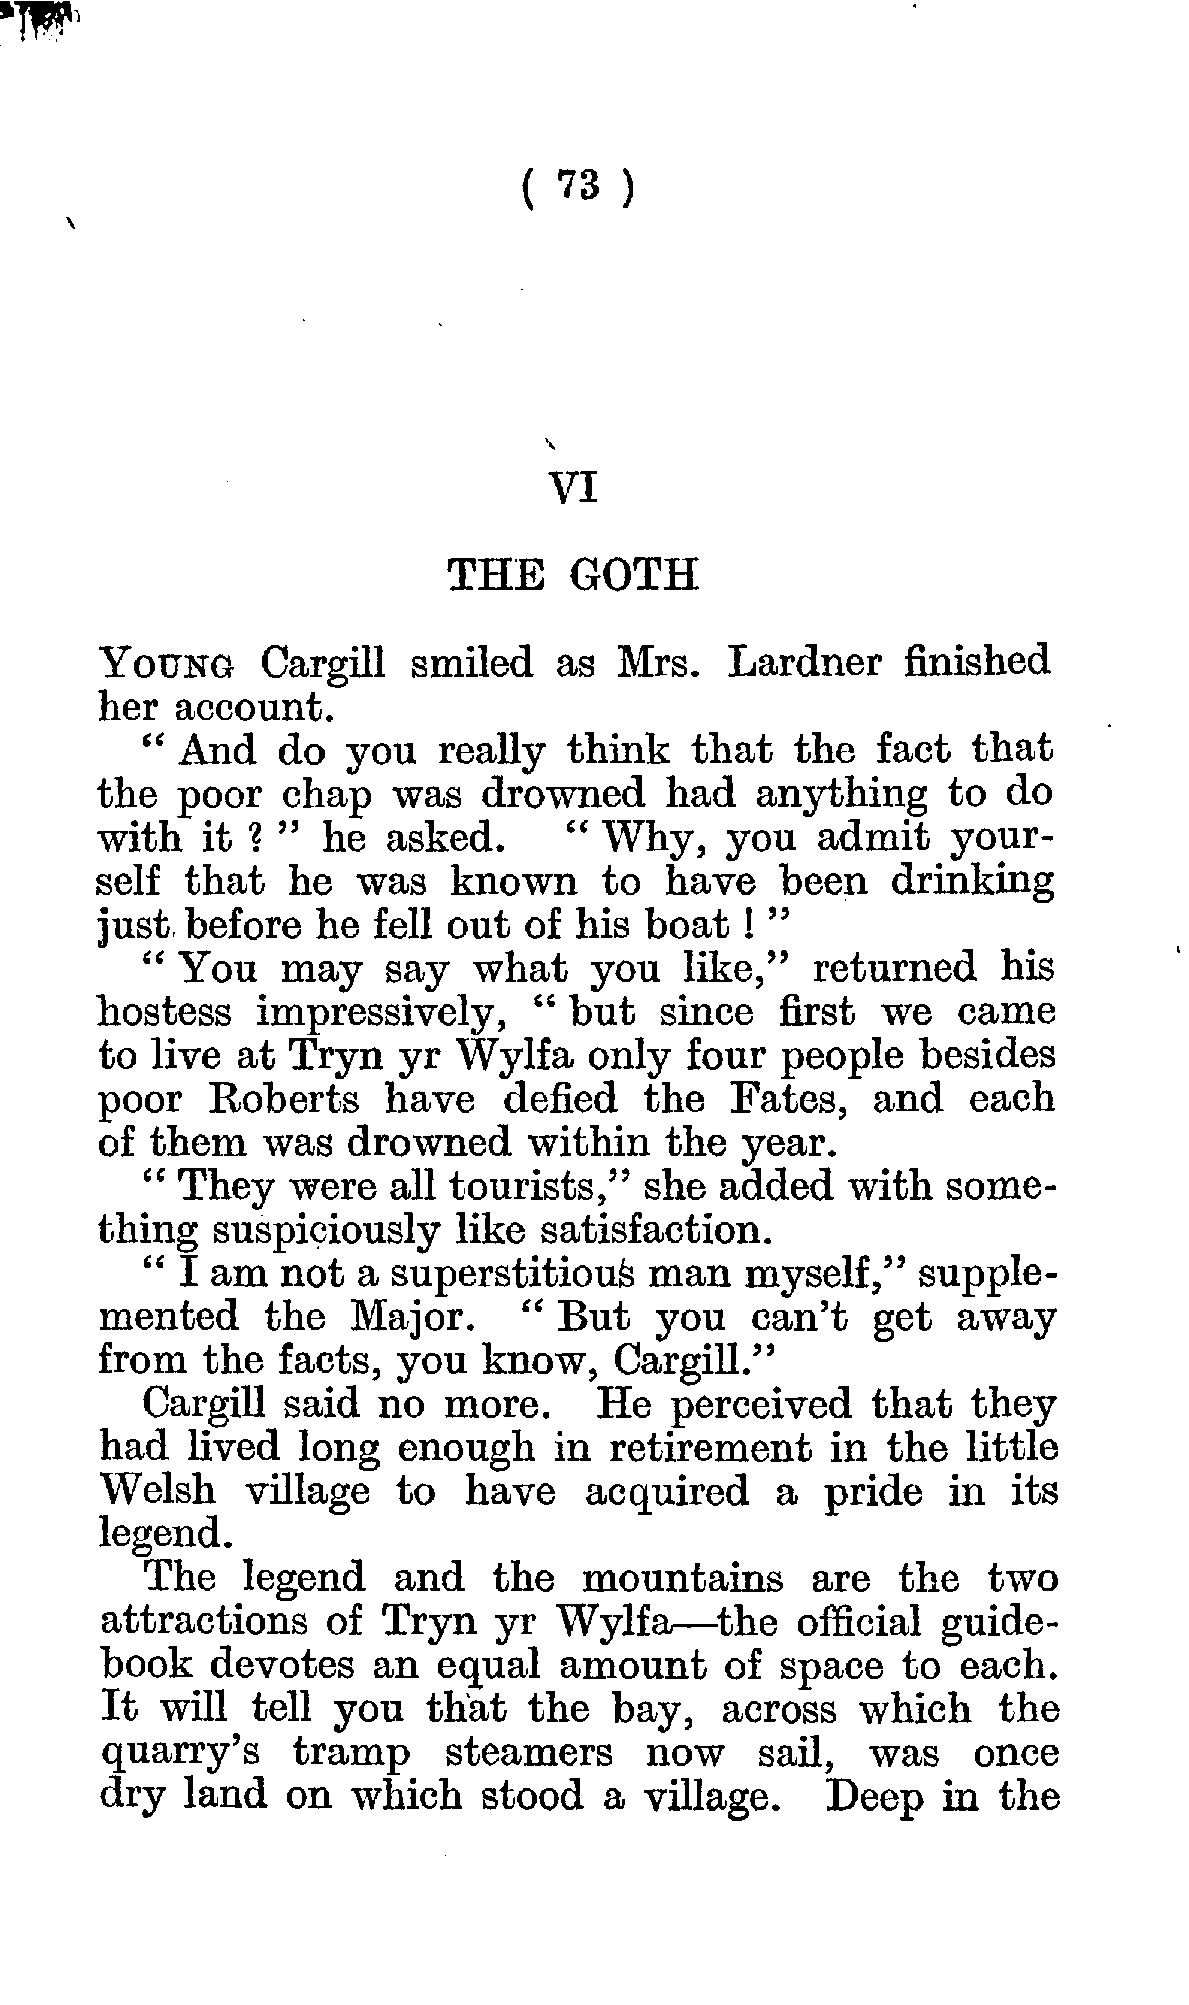 ( 73 )
VI
THE GOTH
YOUNG Cargill smiled as Mrs. Lardner finished
her account.
“ And do you really think that the fact that
the poor chap was drowned had anything to do
with it ? ” he asked. “ Why, you admit your-
self that he was known to have been drinking
just before he fell out of his boat ! ”
“ You may say what you like,” returned his
hostess impressively, “ but since first we came
to live at Tryn yr Wylfa only four people besides
poor Roberts have defied the Fates, and each
of them was drowned within the year.
“ They were all tourists,” she added with some-
thing suspiciously like satisfaction.
“ I am not a superstitious man myself,” supple-
mented the Major. “ But you can’t get away
from the facts, you know, Cargill.”
Cargill said no more. He perceived that they
had lived long enough in retirement in the little
Welsh village to have acquired a pride in its
legend.
The legend and the mountains are the two
attractions of Tryn yr Wylfa—the official guide-
book devotes an equal amount of space to each.
It will tell you that the bay, across which the
quarry’s tramp steamers now sail, was once
dry land on which stood a village. Deep in the